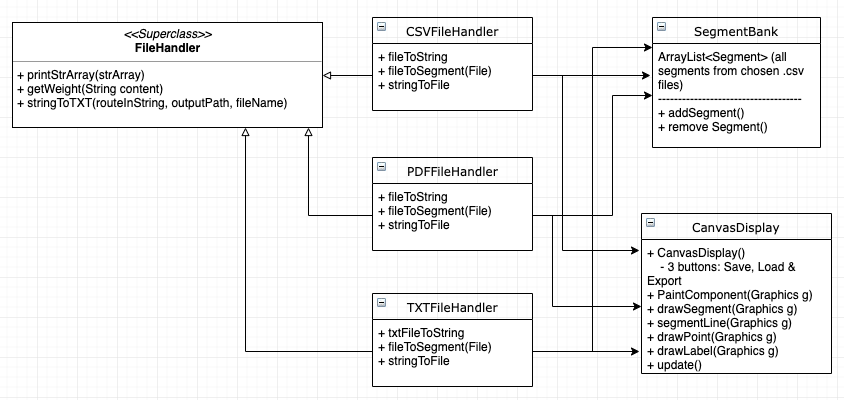 <<Superclass>>
FileHandler
+ printStrArray(strArray)
+ getWeight(String content)
+ stringToTXT(routeInString, outputPath, fileName)
CSVFileHandler
+ fileToString
+ fileToSegment(File)
+ stringToFile
PDFFileHandler
+ fileToString
+ fileToSegment(File)
+ stringToFile
TXTFileHandler
+ txtFileToString
+ fileToSegment(File)
+ stringToFile
SegmentBank
ArrayList<Segment> (all
segments from chosen .csv
files)
------------------------------------
+ addSegment()
+ remove Segment()
CanvasDisplay
+ CanvasDisplay()
- 3 buttons: Save, Load &
Export
+ PaintComponent(Graphics g)
+ drawSegment(Graphics g)
+ segmentLine(Graphics g)
+ drawPoint(Graphics g)
+ drawLabel(Graphics g)
+ update()